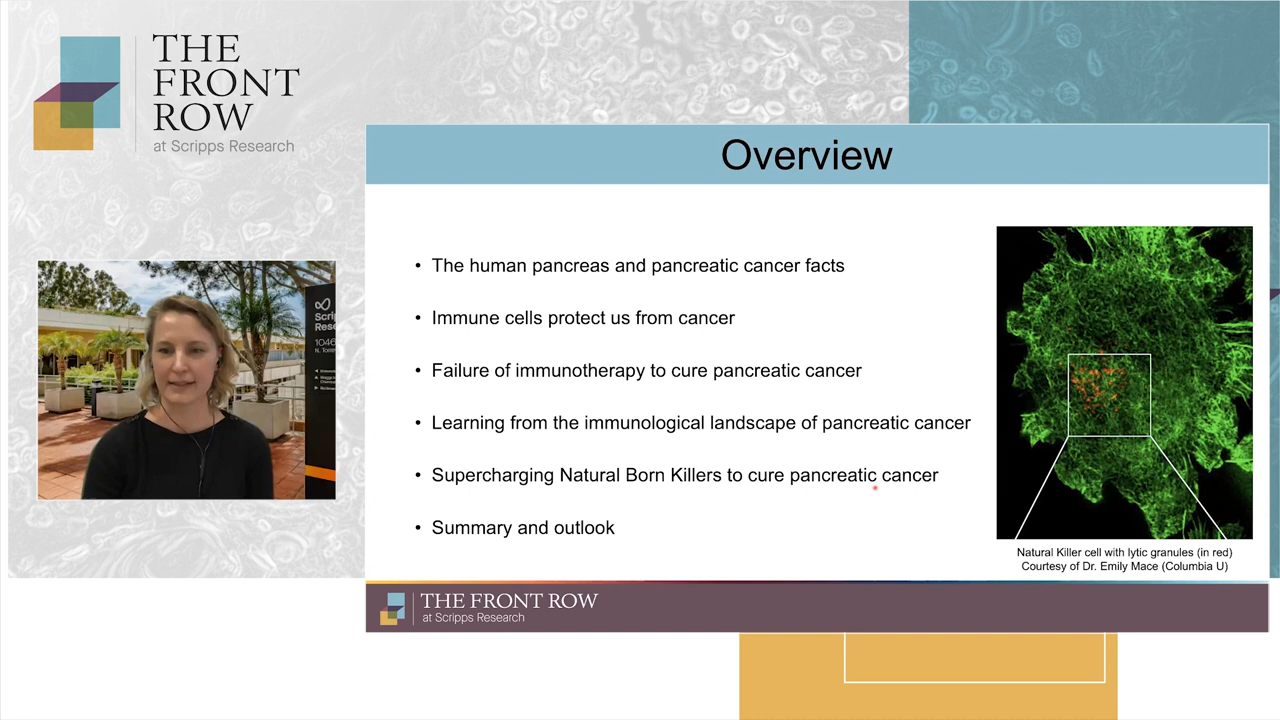 THE
FRONT
ROW
at Scripps Research
Overview
• The human pancreas and pancreatic cancer facts
• Immune cells protect us from cancer
• Failure of immunotherapy to cure pancreatic cancer
• Learning from the immunological landscape of pancreatic cancer
• Supercharging Natural Born Killers to cure pancreatic cancer
• Summary and outlook
Natural Killer cell with lytic granules (in red)
Courtesy of Dr. Emily Mace (Columbia U)
THE FRONT ROW
at Scripps Research
Scrip
Rese
1046